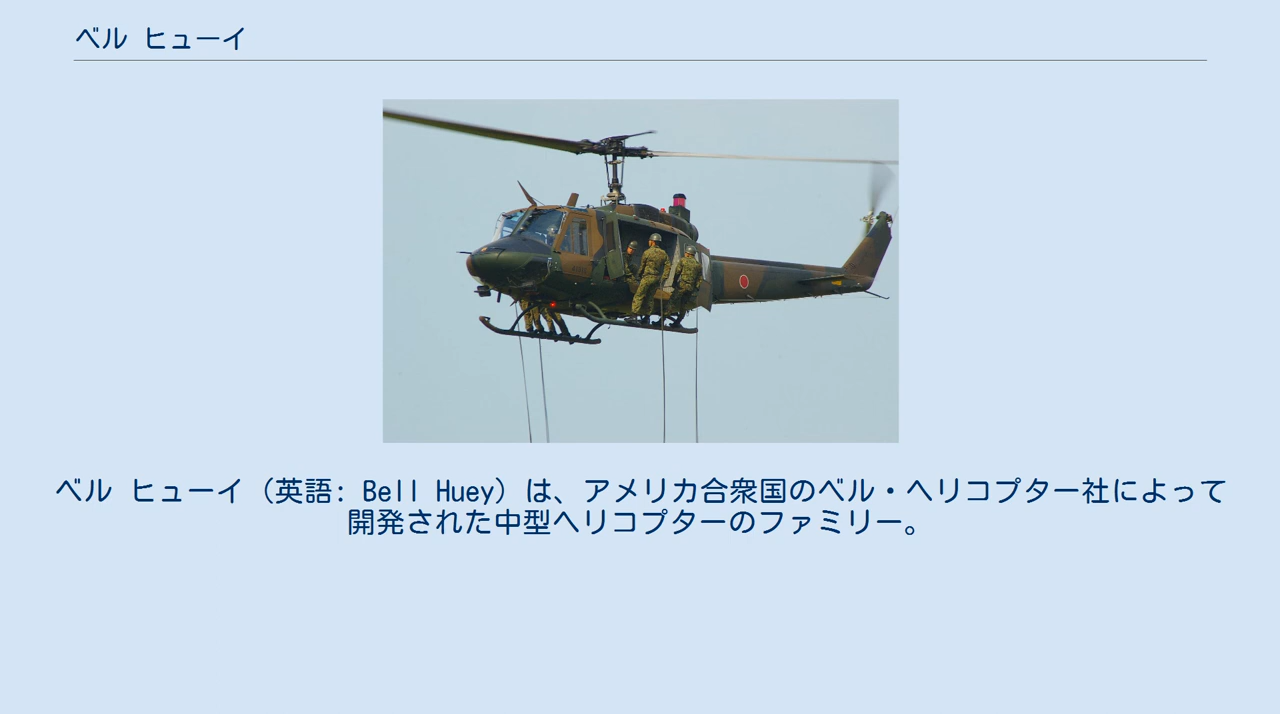 ベル ヒューイ
ベル ヒューイ（英語: Bell Huey）は、アメリカ合衆国のベル・ヘリコプター社によって
開発された中型ヘリコプターのファミリー。